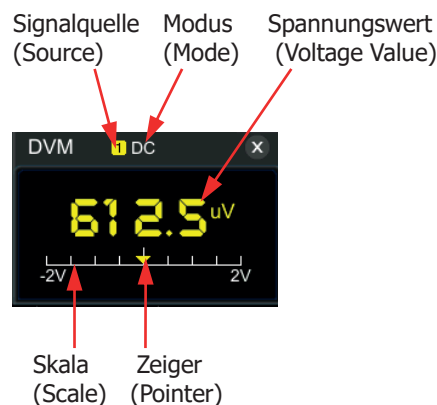 Signalquelle Modus Spannungswert
(Source) (Mode) (Voltage Value)
DVM 1 DC X
612.5 uV
-2V 2V
Skala Zeiger
(Scale) (Pointer)